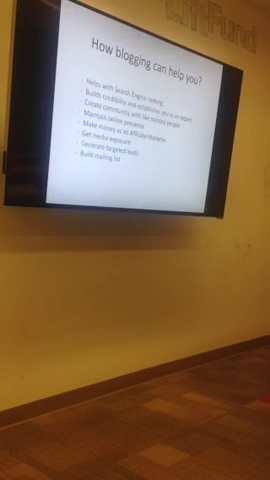 LiftFund
How blogging can help you?
- Helps with Search Engine ranking
- Builds credibility and establishes you as an expert
- Create community with like minded people
- Maintain online presence
- Make money as an Affiliate Marketer
- Get media exposure
- Generate targeted leads
- Build mailing list